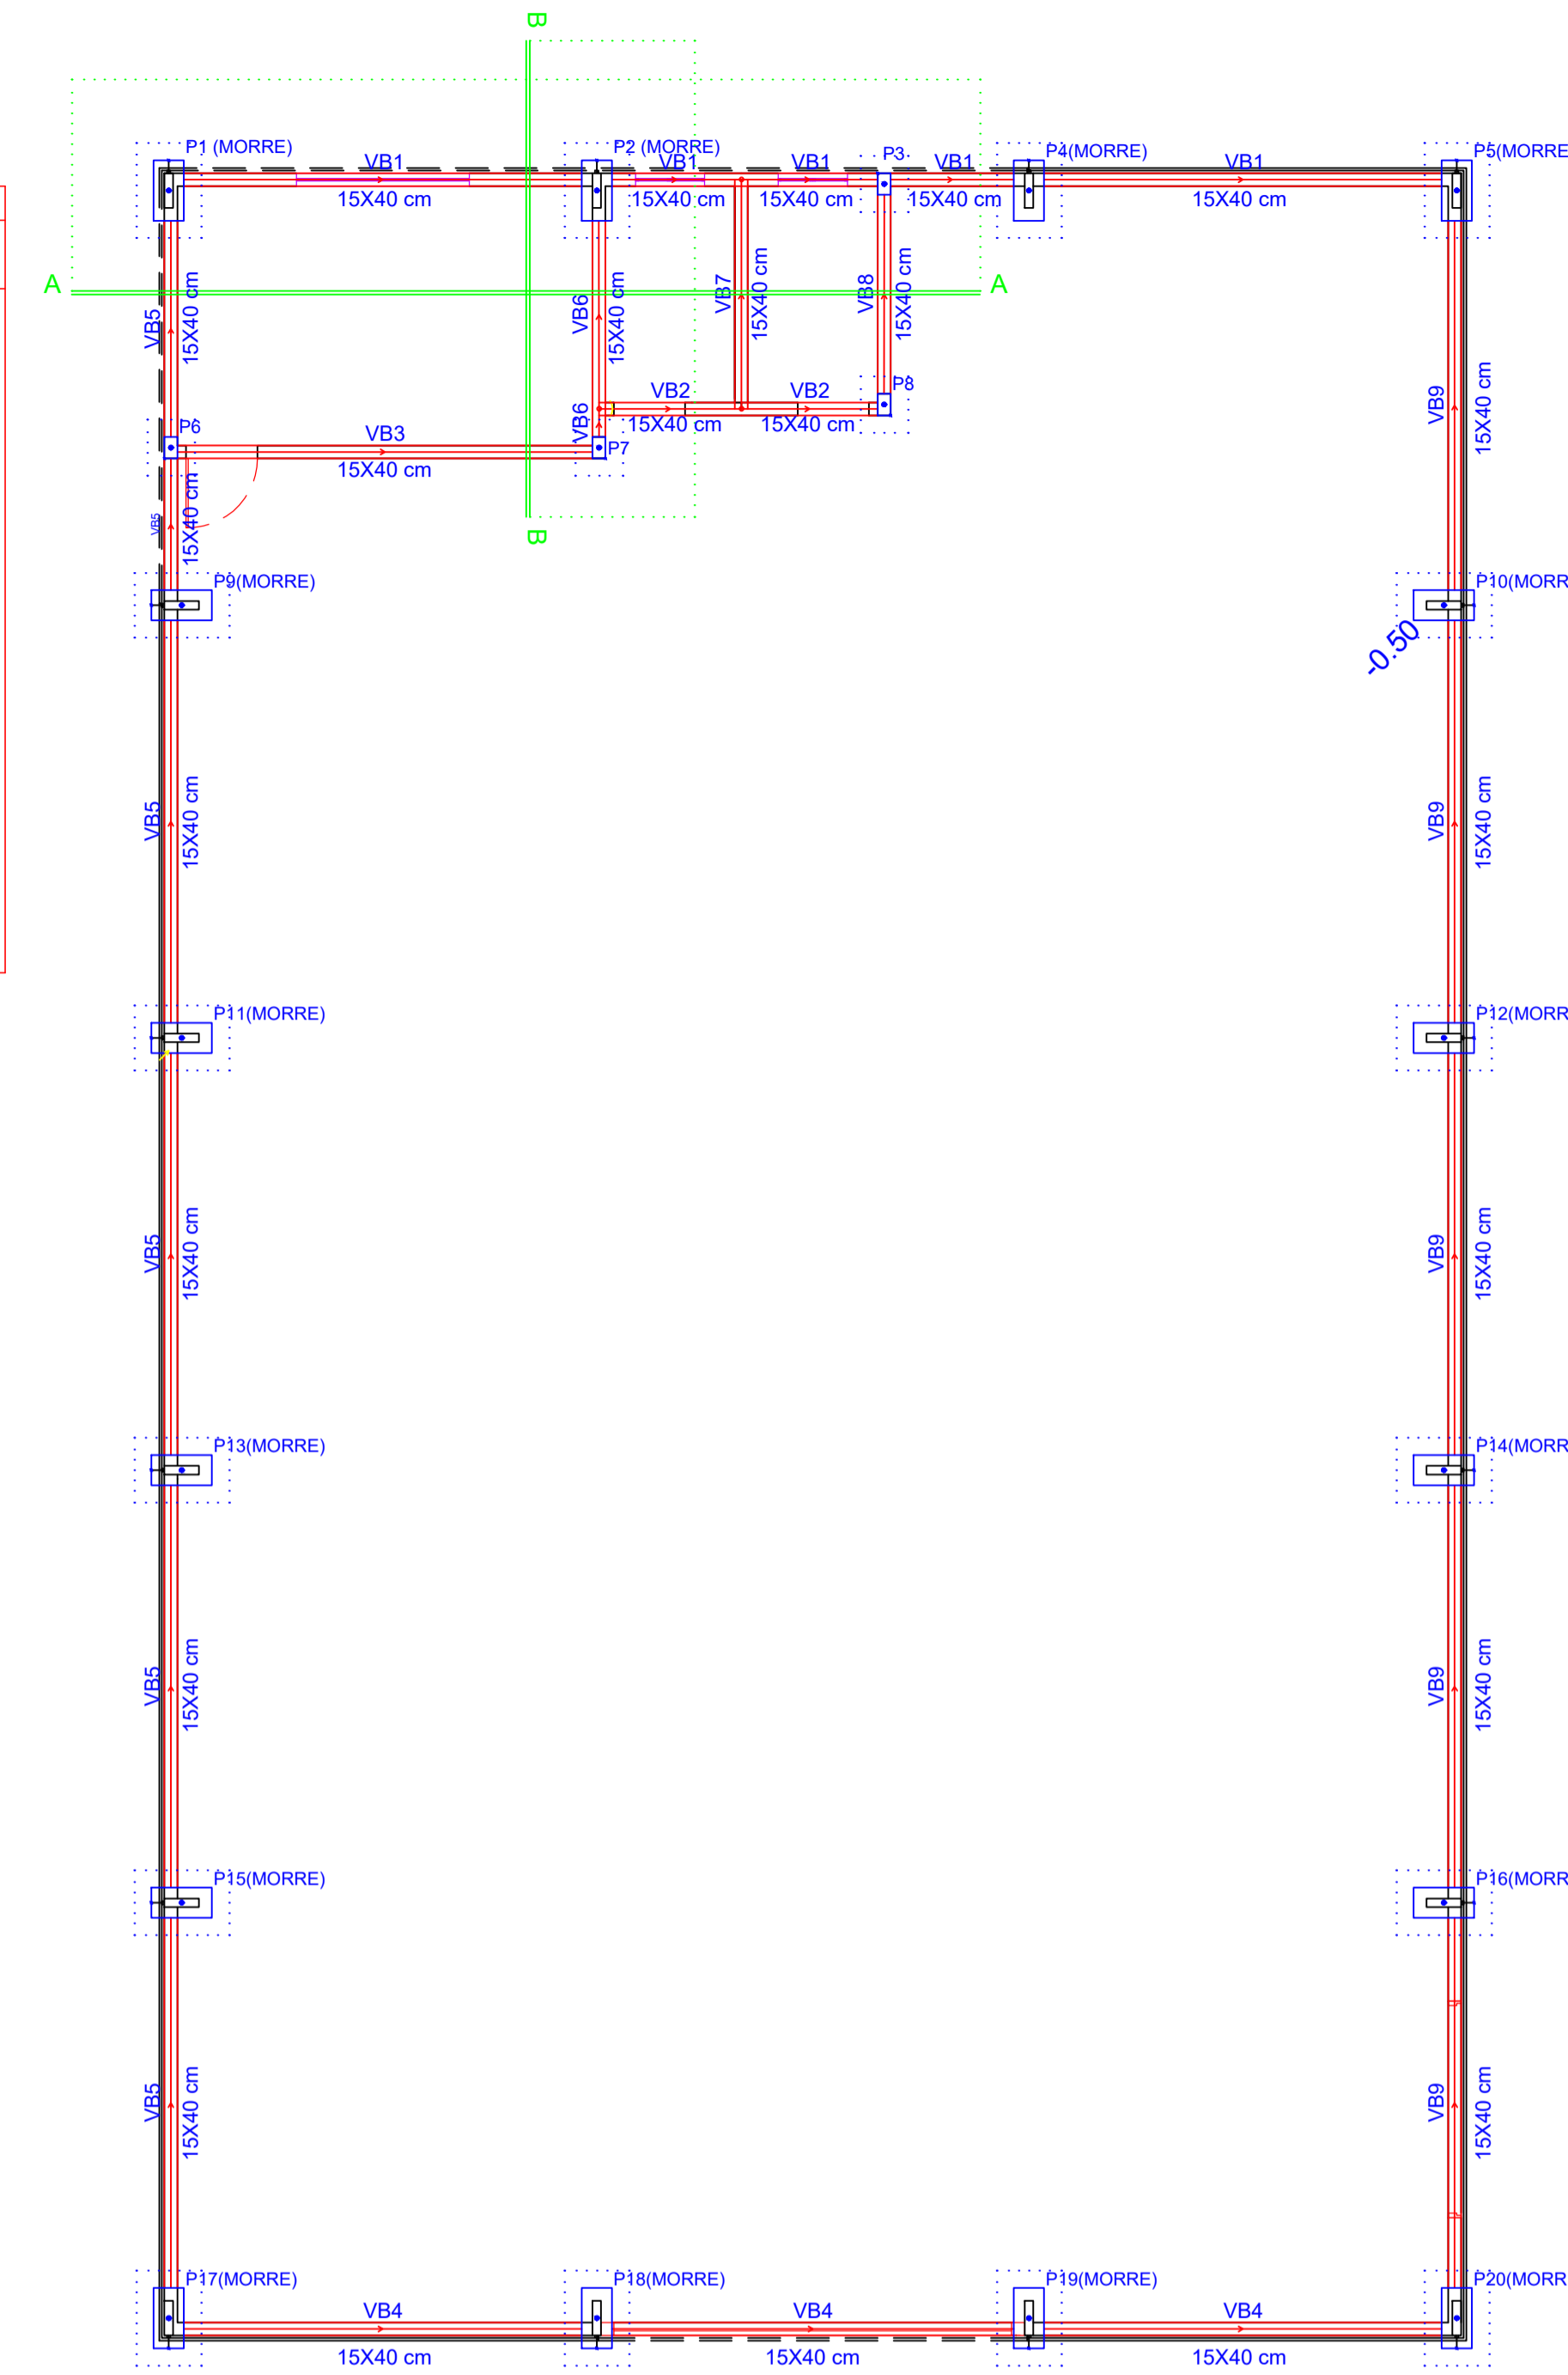 B
P1 (MORRE)
VB1
15X40 cm
P2 (MORRE)
VB1
15X40 cm
VB1
15X40 cm
P3
VB1
15X40 cm
P4(MORRE)
VB1
15X40 cm
P5(MORRE
A
A
VB5
15X40 cm
VB6
15X40 cm
VB7
15X40 cm
VB8
15X40 cm
VB9
15X40 cm
P6
VB3
15X40 cm
VB6
P7
VB2
15X40 cm
VB2
15X40 cm
P8
VB5
15X40 cm
B
P9(MORRE)
P10(MORR
-0.50
VB5
15X40 cm
VB9
15X40 cm
P11(MORRE)
P12(MORR
VB5
15X40 cm
VB9
15X40 cm
P13(MORRE)
P14(MORR
VB5
15X40 cm
VB9
15X40 cm
P15(MORRE)
P16(MORR
VB5
15X40 cm
VB9
15X40 cm
P17(MORRE)
VB4
15X40 cm
P18(MORRE)
VB4
15X40 cm
P19(MORRE)
VB4
15X40 cm
P20(MORR